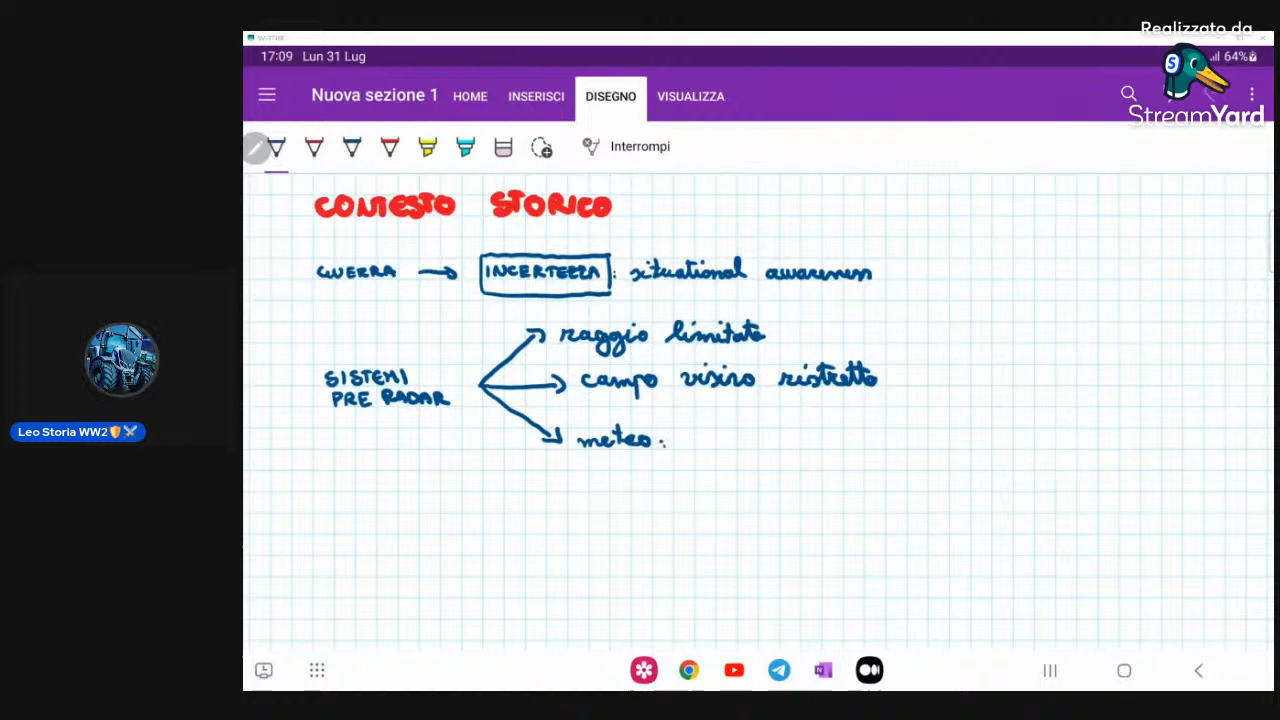 Realizzato da
StreamYard
17:09 Lun 31 Lug
64%
Nuova sezione 1 HOME INSERISCI DISEGNO VISUALIZZA
Interrompi
CONTESTO STORICO
GUERRA → INCERTEZZA : situational awareness
raggio limitato
SISTEMI
PRE RADAR
campo visivo ristretto
meteo
Leo Storia WW2🛡️⚔️